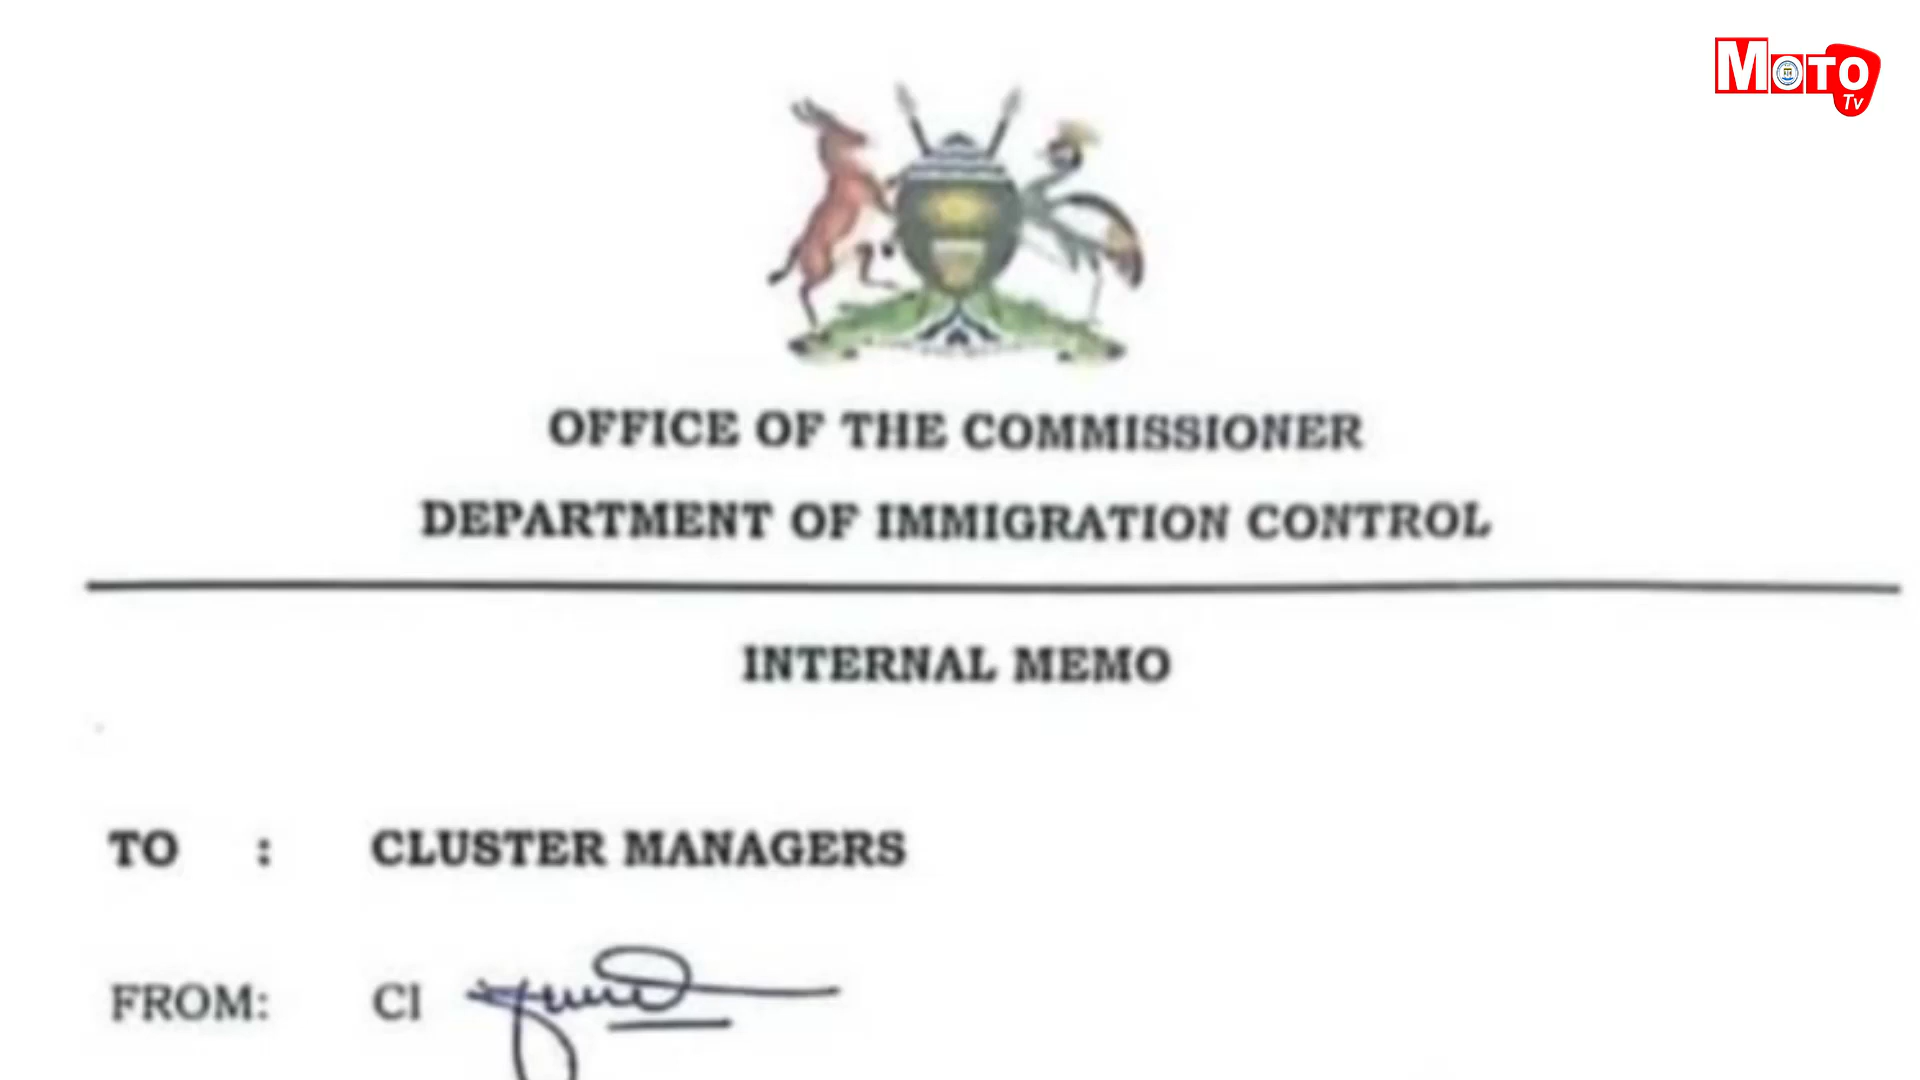 MOTO
Tv
OFFICE OF THE COMMISSIONER
DEPARTMENT OF IMMIGRATION CONTROL
INTERNAL MEMO
TO : CLUSTER MANAGERS
FROM: CI